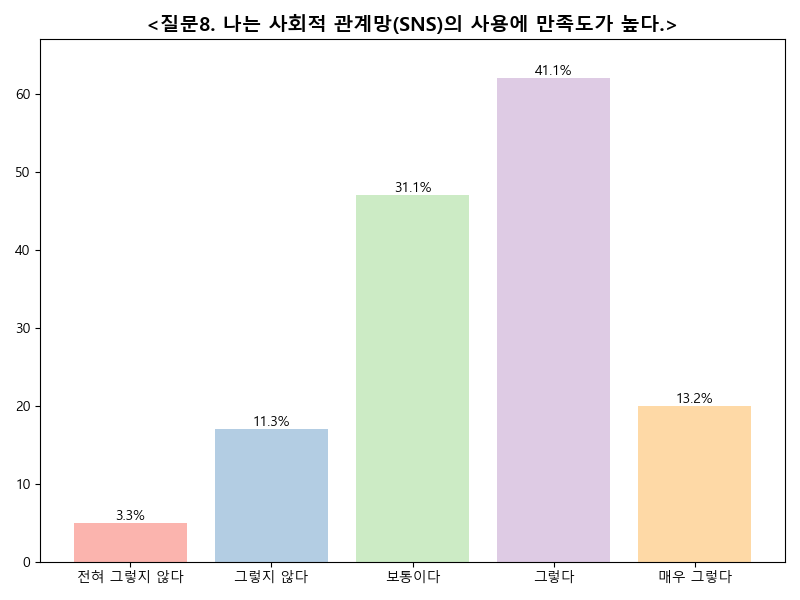 <질문8. 나는 사회적 관계망(SNS)의 사용에 만족도가 높다.>
60
50
40
30
20
10
0
3.3%
11.3%
31.1%
41.1%
13.2%
전혀 그렇지 않다
그렇지 않다
보통이다
그렇다
매우 그렇다